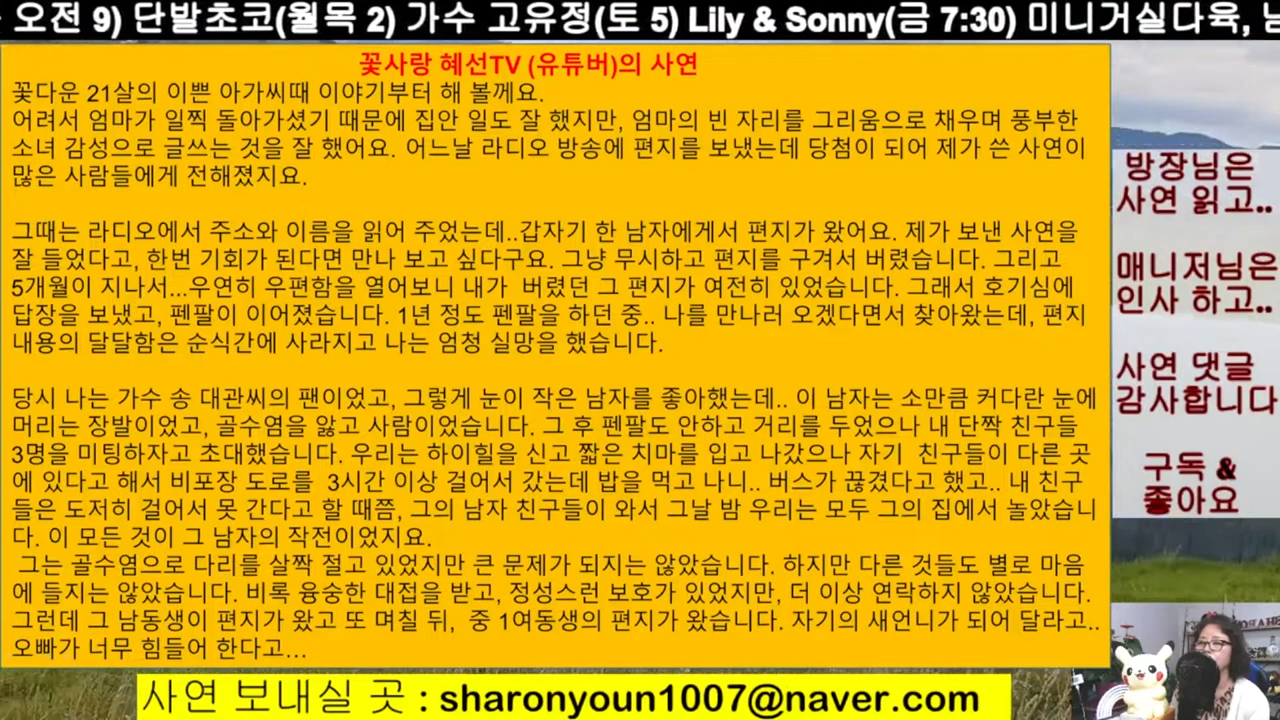 오전 9) 단발초코(월목 2) 가수 고유정(토 5) Lily & Sonny(금 7:30) 미니거실다육,
꽃사랑 혜선TV (유튜버)의 사연
꽃다운 21살의 이쁜 아가씨때 이야기부터 해 볼께요.
어려서 엄마가 일찍 돌아가셨기 때문에 집안 일도 잘 했지만, 엄마의 빈 자리를 그리움으로 채우며 풍부한
소녀 감성으로 글쓰는 것을 잘 했어요. 어느날 라디오 방송에 편지를 보냈는데 당첨이 되어 제가 쓴 사연이
많은 사람들에게 전해졌지요.
그때는 라디오에서 주소와 이름을 읽어 주었는데..갑자기 한 남자에게서 편지가 왔어요. 제가 보낸 사연을
잘 들었다고, 한번 기회가 된다면 만나 보고 싶다구요. 그냥 무시하고 편지를 구겨서 버렸습니다. 그리고
5개월이 지나서...우연히 우편함을 열어보니 내가 버렸던 그 편지가 여전히 있었습니다. 그래서 호기심에
답장을 보냈고, 펜팔이 이어졌습니다. 1년 정도 펜팔을 하던 중.. 나를 만나러 오겠다면서 찾아왔는데, 편지
내용의 달달함은 순식간에 사라지고 나는 엄청 실망을 했습니다.
당시 나는 가수 송 대관씨의 팬이었고, 그렇게 눈이 작은 남자를 좋아했는데.. 이 남자는 소만큼 커다란 눈에
머리는 장발이었고, 골수염을 앓고 사람이었습니다. 그 후 펜팔도 안하고 거리를 두었으나 내 단짝 친구들
3명을 미팅하자고 초대했습니다. 우리는 하이힐을 신고 짧은 치마를 입고 나갔으나 자기 친구들이 다른 곳
에 있다고 해서 비포장 도로를 3시간 이상 걸어서 갔는데 밥을 먹고 나니.. 버스가 끊겼다고 했고.. 내 친구
들은 도저히 걸어서 못 간다고 할 때쯤, 그의 남자 친구들이 와서 그날 밤 우리는 모두 그의 집에서 놀았습니
다. 이 모든 것이 그 남자의 작전이었지요.
그는 골수염으로 다리를 살짝 절고 있었지만 큰 문제가 되지는 않았습니다. 하지만 다른 것들도 별로 마음
에 들지는 않았습니다. 비록 융숭한 대접을 받고, 정성스런 보호가 있었지만, 더 이상 연락하지 않았습니다.
그런데 그 남동생이 편지가 왔고 또 며칠 뒤, 중 1여동생의 편지가 왔습니다. 자기의 새언니가 되어 달라고..
오빠가 너무 힘들어 한다고...
방장님은
사연 읽고..
매니저님은
인사 하고..
사연 댓글
감사합니다
구독 &
좋아요
사연 보내실 곳 : sharonyoun1007@naver.com